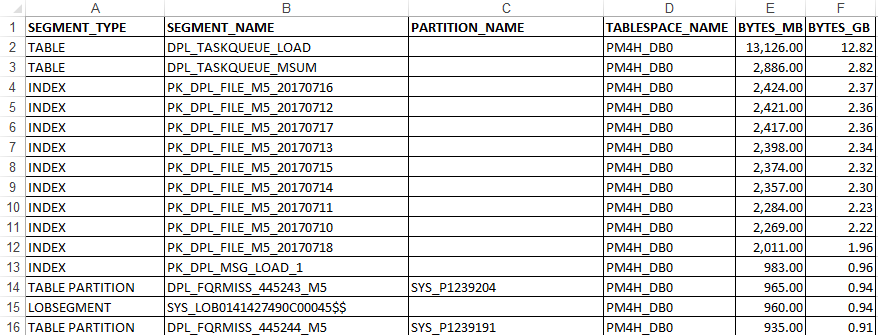 A B C D E F
1 SEGMENT_TYPE SEGMENT_NAME PARTITION_NAME TABLESPACE_NAME BYTES_MB BYTES_GB
2 TABLE DPL_TASKQUEUE_LOAD PM4H_DB0 13,126.00 12.82
3 TABLE DPL_TASKQUEUE_MSUM PM4H_DB0 2,886.00 2.82
4 INDEX PK_DPL_FILE_M5_20170716 PM4H_DB0 2,424.00 2.37
5 INDEX PK_DPL_FILE_M5_20170712 PM4H_DB0 2,421.00 2.36
6 INDEX PK_DPL_FILE_M5_20170717 PM4H_DB0 2,417.00 2.36
7 INDEX PK_DPL_FILE_M5_20170713 PM4H_DB0 2,398.00 2.34
8 INDEX PK_DPL_FILE_M5_20170715 PM4H_DB0 2,374.00 2.32
9 INDEX PK_DPL_FILE_M5_20170714 PM4H_DB0 2,357.00 2.30
10 INDEX PK_DPL_FILE_M5_20170711 PM4H_DB0 2,284.00 2.23
11 INDEX PK_DPL_FILE_M5_20170710 PM4H_DB0 2,269.00 2.22
12 INDEX PK_DPL_FILE_M5_20170718 PM4H_DB0 2,011.00 1.96
13 INDEX PK_DPL_MSG_LOAD_1 PM4H_DB0 983.00 0.96
14 TABLE PARTITION DPL_FQRMISS_445243_M5 SYS_P1239204 PM4H_DB0 965.00 0.94
15 LOBSEGMENT SYS_LOB0141427490C00045$$ PM4H_DB0 960.00 0.94
16 TABLE PARTITION DPL_FQRMISS_445244_M5 SYS_P1239191 PM4H_DB0 935.00 0.91